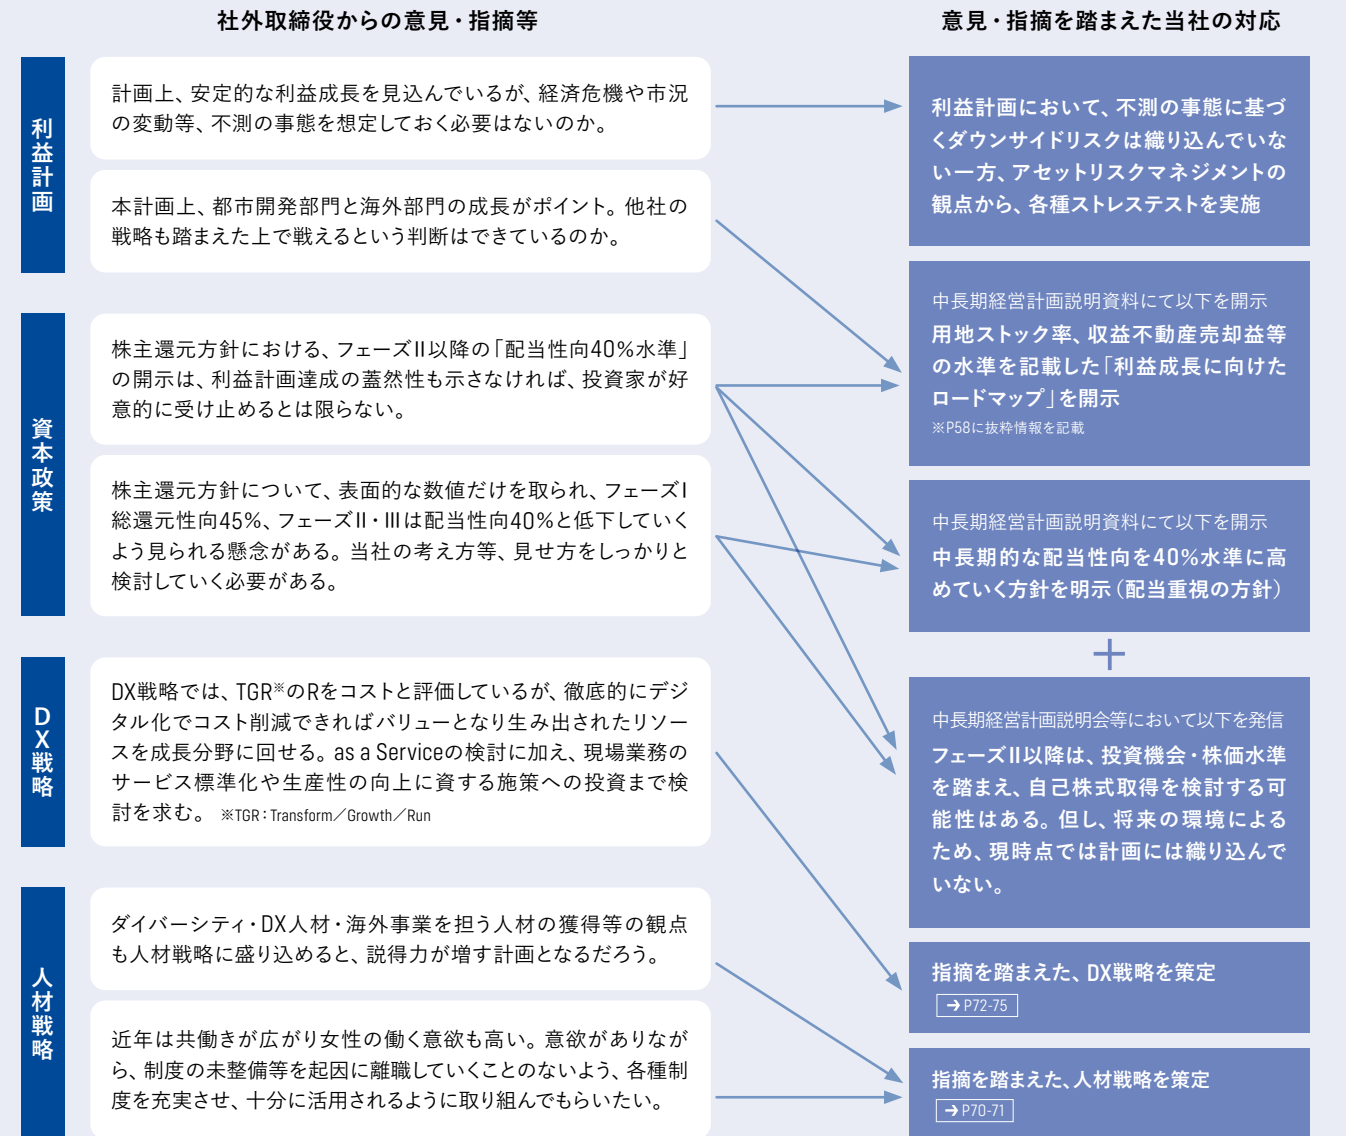 社外取締役からの意見・指摘等
意見・指摘を踏まえた当社の対応
利益計画
計画上、安定的な利益成長を見込んでいるが、経済危機や市況
の変動等、不測の事態を想定しておく必要はないのか。
本計画上、都市開発部門と海外部門の成長がポイント。他社の
戦略も踏まえた上で戦えるという判断はできているのか。
資本政策
株主還元方針における、フェーズⅡ以降の「配当性向40%水準」
の開示は、利益計画達成の蓋然性も示さなければ、投資家が好
意的に受け止めるとは限らない。
株主還元方針について、表面的な数値だけを取られ、フェーズⅠ
総還元性向45%、フェーズⅡ・Ⅲは配当性向40%と低下していく
よう見られる懸念がある。当社の考え方等、見せ方をしっかりと
検討していく必要がある。
DX戦略
DX戦略では、TGR※のRをコストと評価しているが、徹底的にデジ
タル化でコスト削減できればバリューとなり生み出されたリソー
スを成長分野に回せる。as a Serviceの検討に加え、現場業務の
サービス標準化や生産性の向上に資する施策への投資まで検
討を求む。 ※TGR：Transform／Growth／Run
人材戦略
ダイバーシティ・DX人材・海外事業を担う人材の獲得等の観点
も人材戦略に盛り込めると、説得力が増す計画となるだろう。
近年は共働きが広がり女性の働く意欲も高い。意欲がありなが
ら、制度の未整備等を起因に離職していくことのないよう、各種制
度を充実させ、十分に活用されるように取り組んでもらいたい。
利益計画において、不測の事態に基づ
くダウンサイドリスクは織り込んでいな
い一方、アセットリスクマネジメントの
観点から、各種ストレステストを実施
中長期経営計画説明資料にて以下を開示
用地ストック率、収益不動産売却益等
の水準を記載した「利益成長に向けた
ロードマップ」を開示
※P58に抜粋情報を記載
中長期経営計画説明資料にて以下を開示
中長期的な配当性向を40%水準に高
めていく方針を明示（配当重視の方針）
＋
中長期経営計画説明会等において以下を発信
フェーズⅡ以降は、投資機会・株価水準
を踏まえ、自己株式取得を検討する可
能性はある。但し、将来の環境による
ため、現時点では計画には織り込んで
いない。
指摘を踏まえた、DX戦略を策定
→P72-75
指摘を踏まえた、人材戦略を策定
→P70-71